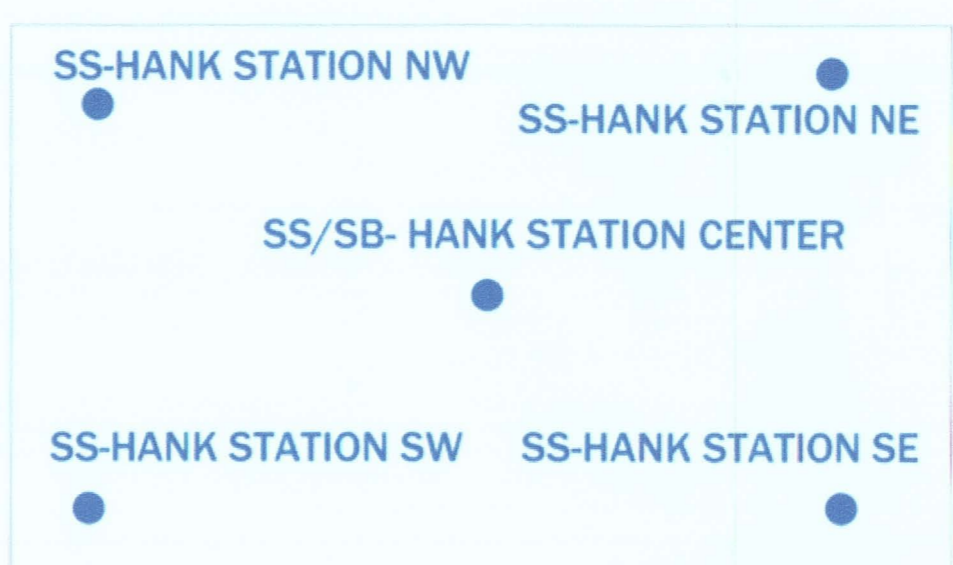 SS-HANK STATION NW
SS-HANK STATION NE
SS/SB- HANK STATION CENTER
SS-HANK STATION SW
SS-HANK STATION SE